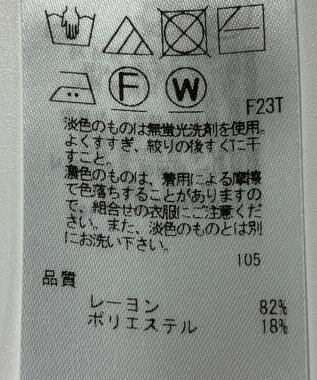 F W
F23T
淡色のものは無蛍光洗剤を使用。
よくすすぎ、絞りの後すぐに干
すこと。
濃色のものは、着用による摩擦
で色落ちすることがありますの
で、組合せの衣服にご注意くだ
さい。また、淡色のものとは別
にお洗い下さい。
105
品質
レーヨン 82%
ポリエステル 18%